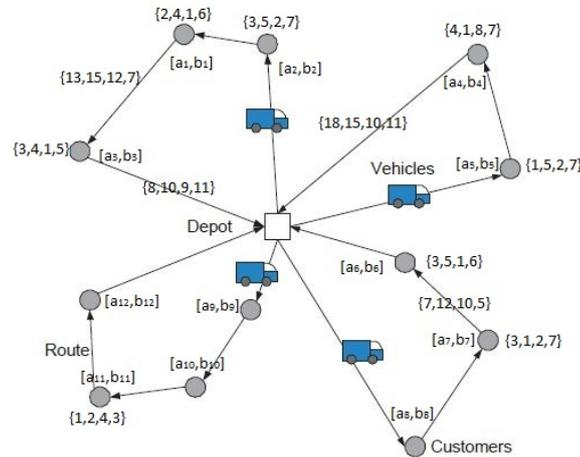 {2,4,1,6}
{3,5,2,7}
{4,1,8,7}
[a₁,b₁]
[a₂,b₂]
{13,15,12,7}
[a₄,b₄]
{18,15,10,11}
{3,4,1,5}
[a₃,b₃]
Vehicles
[a₅,b₅]
{1,5,2,7}
{8,10,9,11}
Depot
[a₆,b₆]
{3,5,1,6}
[a₁₂,b₁₂]
[a₉,b₉]
{7,12,10,5}
[a₇,b₇]
{3,1,2,7}
Route
[a₁₁,b₁₁]
[a₁₀,b₁₀]
{1,2,4,3}
[a₈,b₈]
Customers